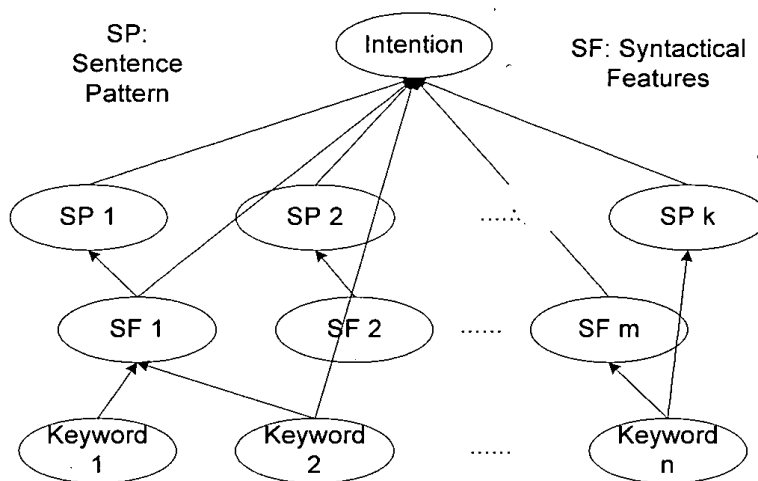 SP:
Sentence
Pattern
Intention
SF: Syntactical
Features
SP 1
SP 2
......
SP k
SF 1
SF 2
......
SF m
Keyword
1
Keyword
2
......
Keyword
n